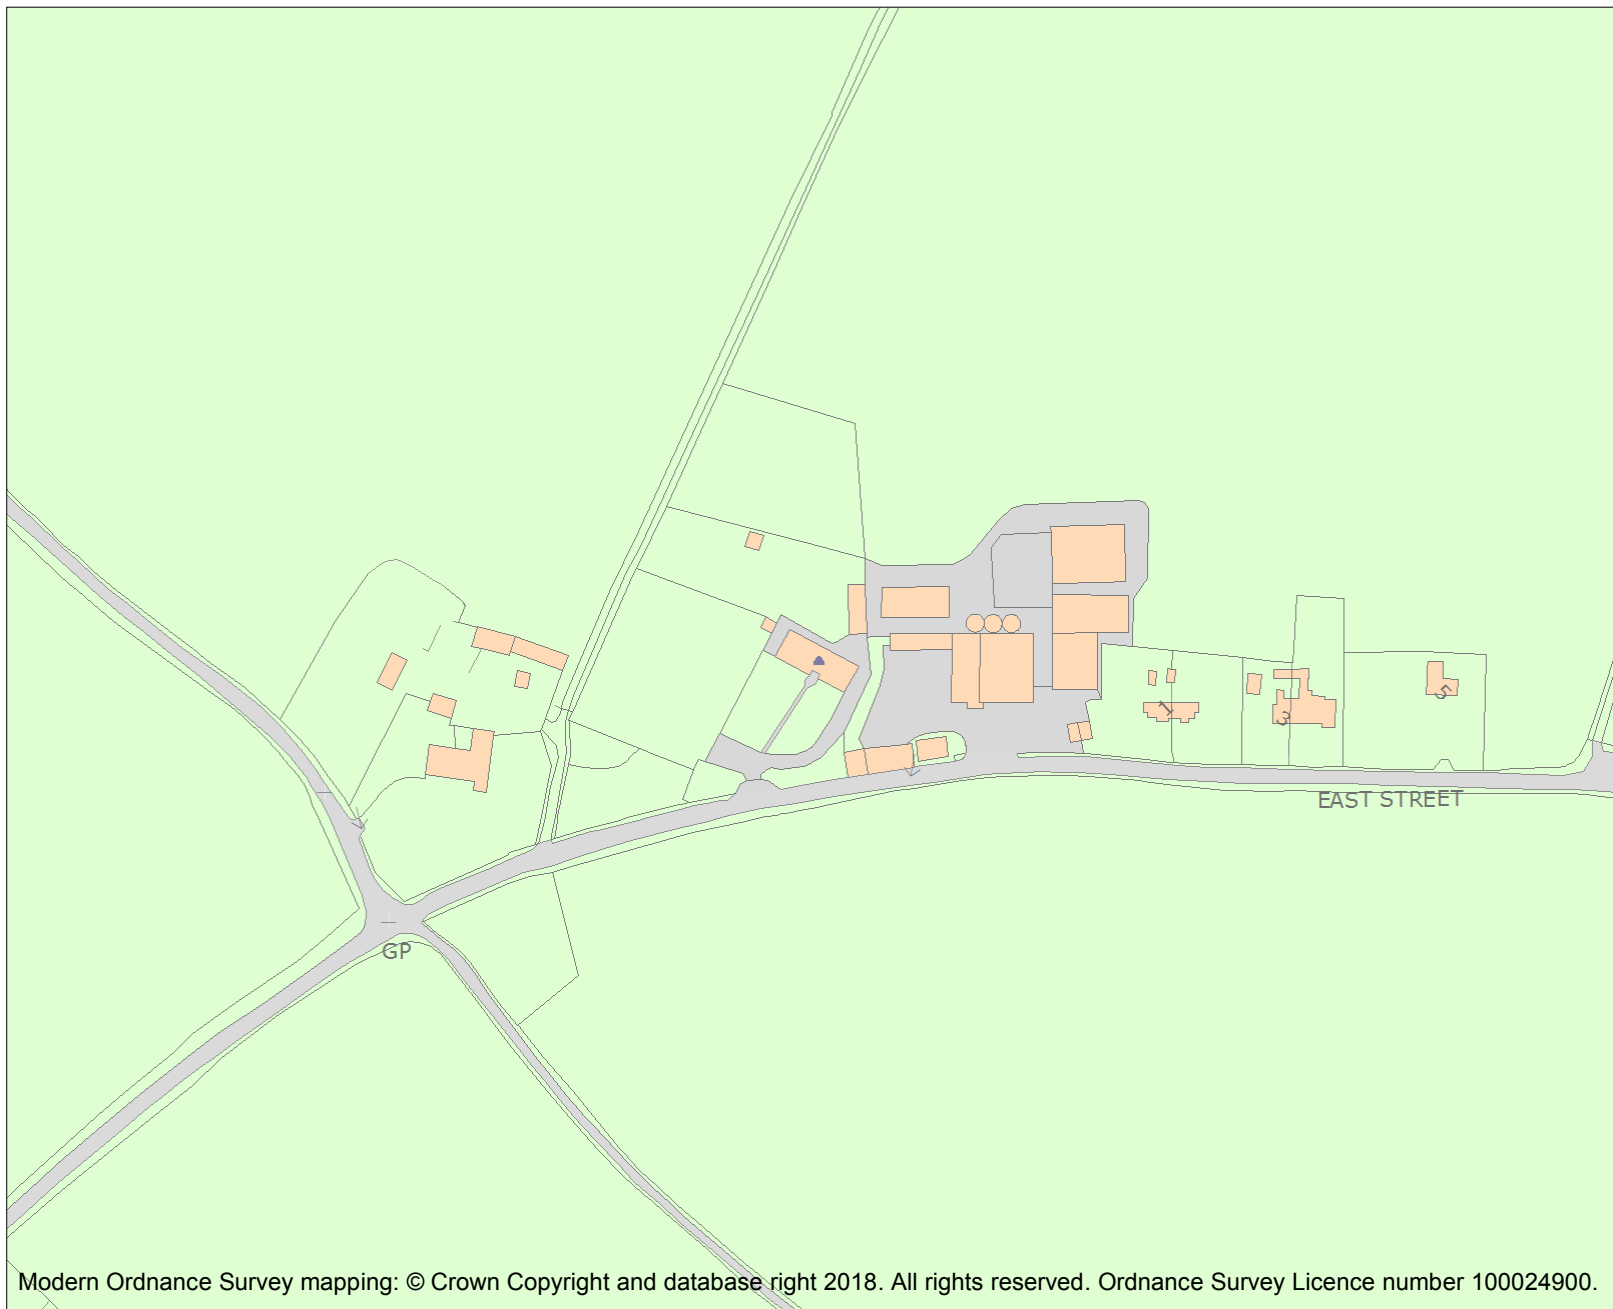 1
3
5
EAST STREET
GP
Modern Ordnance Survey mapping: © Crown Copyright and database right 2018. All rights reserved. Ordnance Survey Licence number 100024900.